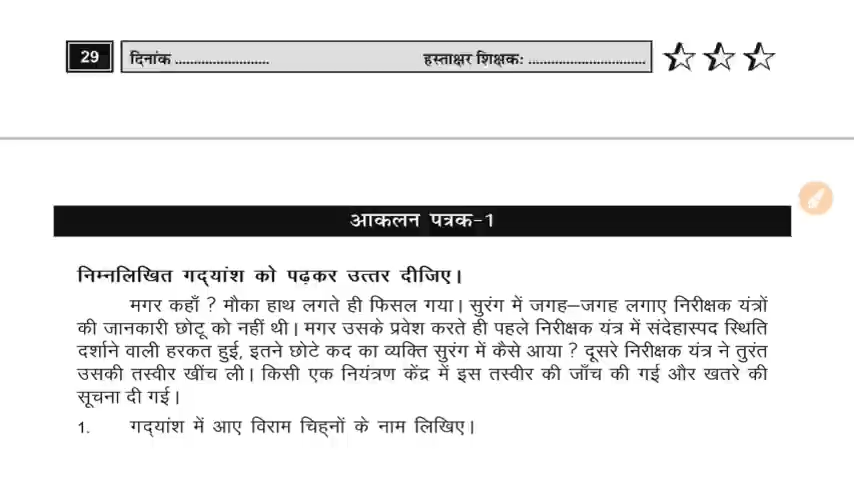 29 दिनांक ......................... हस्ताक्षर शिक्षक: ...............................
आकलन पत्रक-1
निम्नलिखित गद्‌यांश को पढ़कर उत्तर दीजिए।
मगर कहाँ ? मौका हाथ लगते ही फिसल गया। सुरंग में जगह–जगह लगाए निरीक्षक यंत्रों
की जानकारी छोटू को नहीं थी। मगर उसके प्रवेश करते ही पहले निरीक्षक यंत्र में संदेहास्पद स्थिति
दर्शाने वाली हरकत हुई, इतने छोटे कद का व्यक्ति सुरंग में कैसे आया ? दूसरे निरीक्षक यंत्र ने तुरंत
उसकी तस्वीर खींच ली। किसी एक नियंत्रण केंद्र में इस तस्वीर की जाँच की गई और खतरे की
सूचना दी गई।
1. गद्‌यांश में आए विराम चिह्‌नों के नाम लिखिए।